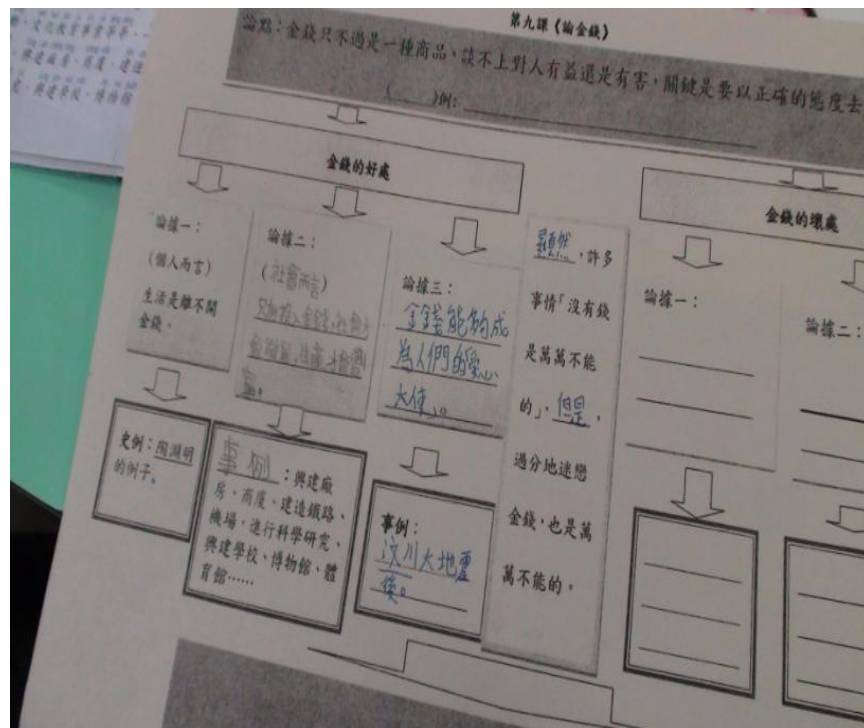 第九課《論金錢》
論點：金錢只不過是一種商品，談不上對人有益還是有害，關鍵是要以正確的態度去
(　　)例：
金錢的好處
論據一：
(個人而言)
生活是離不開
金錢。
史例：陶淵明
的例子。
論據二：
(社會而言)
事例：興建廠
房、商廈、建造鐵路、
機場，進行科學研究、
興建學校、博物館、體
育館……
論據三：
金錢能夠成
為人們的愛心
大使」。
事例：
汶川大地震
後。
顯然，許多
事情「沒有錢
是萬萬不能
的」，但是，
過分地迷戀
金錢，也是萬
萬不能的。
金錢的壞處
論據一：
論據二：